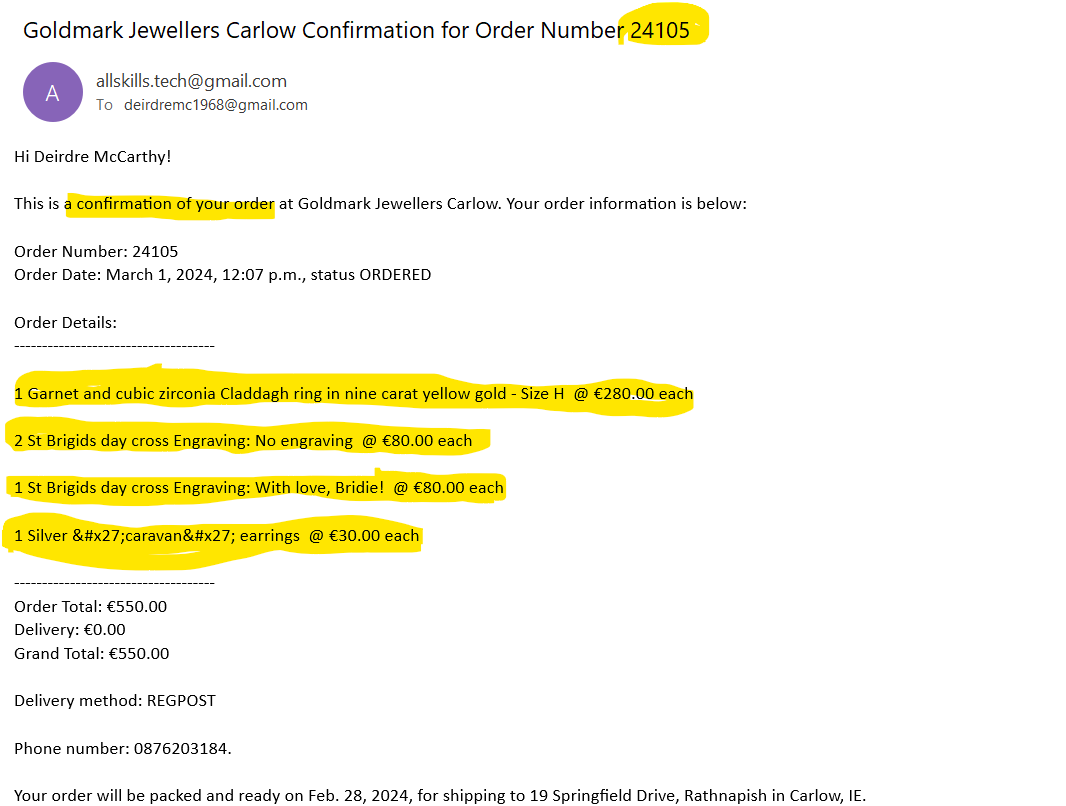 Goldmark Jewellers Carlow Confirmation for Order Number 24105
A
allskills.tech@gmail.com
To deirdremc1968@gmail.com
Hi Deirdre McCarthy!
This is a confirmation of your order at Goldmark Jewellers Carlow. Your order information is below:
Order Number: 24105
Order Date: March 1, 2024, 12:07 p.m., status ORDERED
Order Details:
------------------------------------
1 Garnet and cubic zirconia Claddagh ring in nine carat yellow gold - Size H @ €280.00 each
2 St Brigids day cross Engraving: No engraving @ €80.00 each
1 St Brigids day cross Engraving: With love, Bridie! @ €80.00 each
1 Silver &#x27;caravan&#x27; earrings @ €30.00 each
------------------------------------
Order Total: €550.00
Delivery: €0.00
Grand Total: €550.00
Delivery method: REGPOST
Phone number: 0876203184.
Your order will be packed and ready on Feb. 28, 2024, for shipping to 19 Springfield Drive, Rathnapish in Carlow, IE.